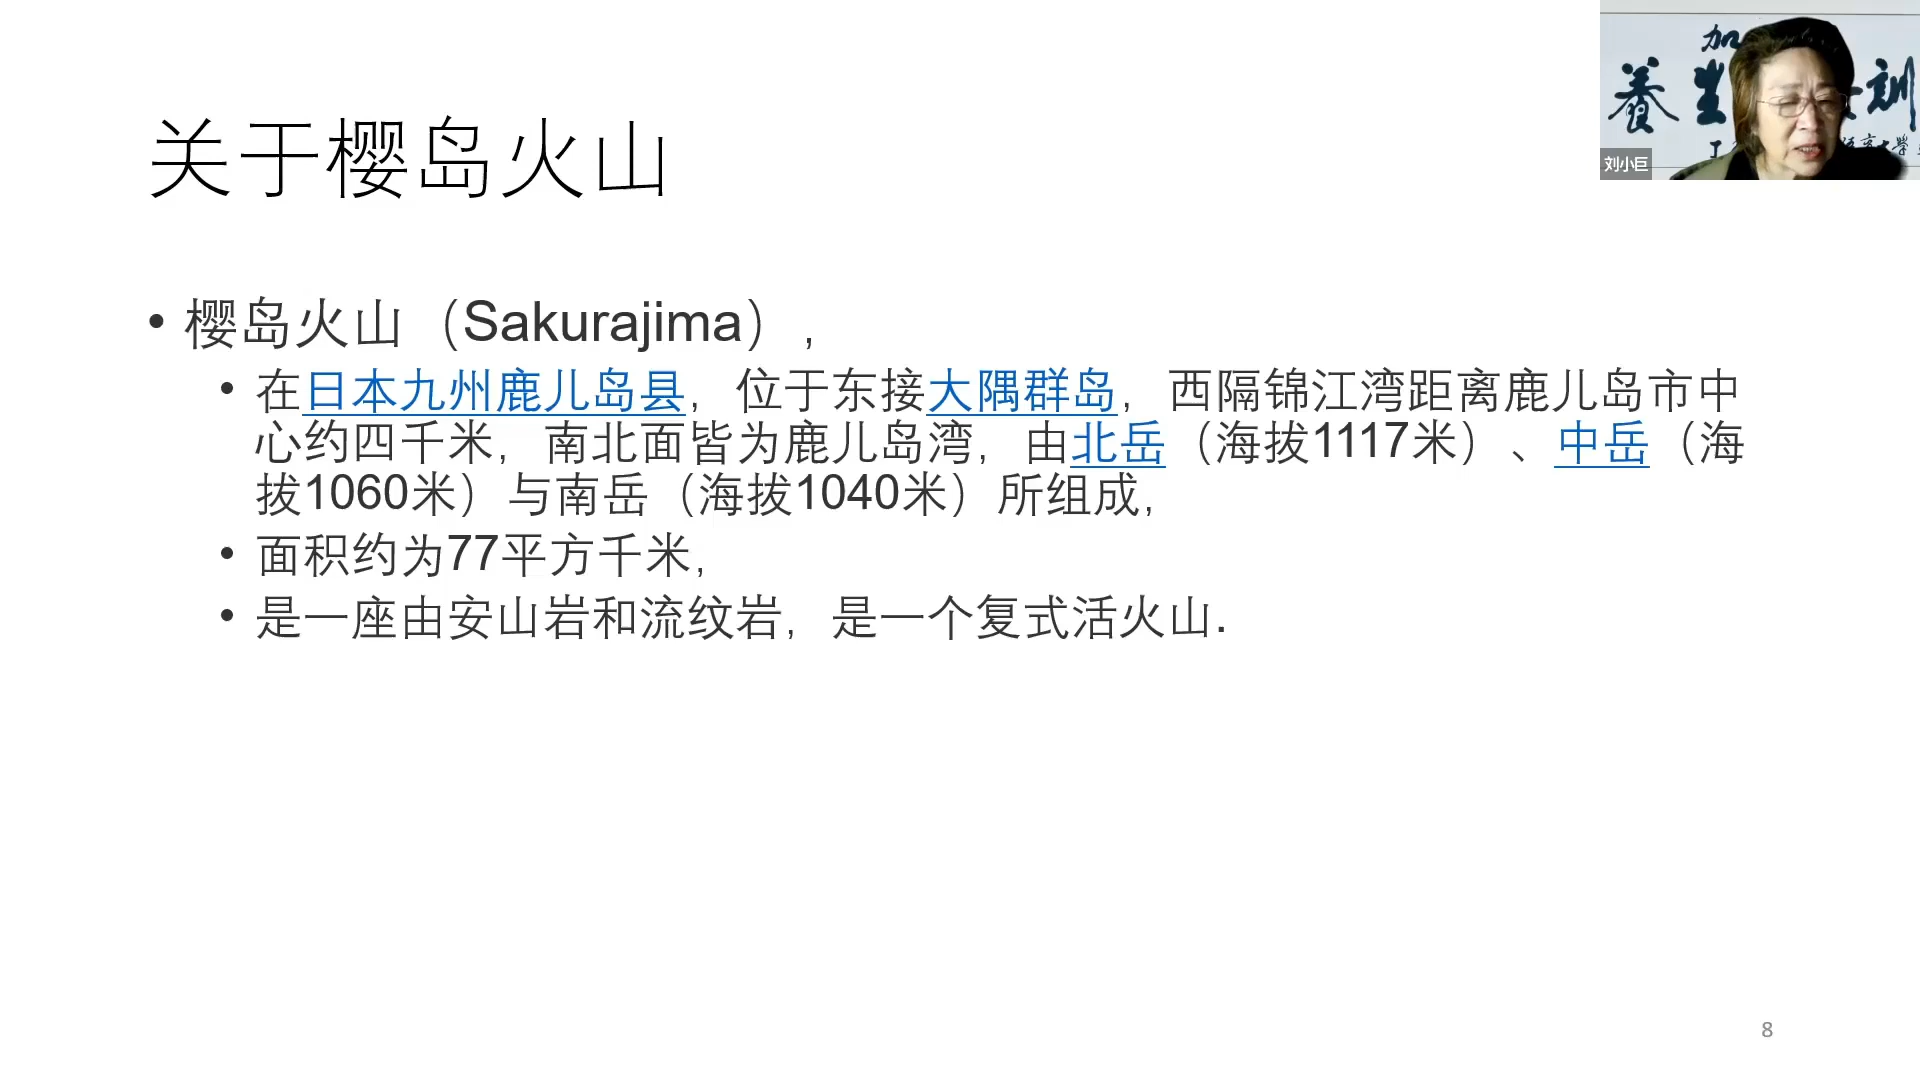 关于樱岛火山
• 樱岛火山（Sakurajima），
• 在日本九州鹿儿岛县，位于东接大隅群岛，西隔锦江湾距离鹿儿岛市中
心约四千米，南北面皆为鹿儿岛湾，由北岳（海拔1117米）、中岳（海
拔1060米）与南岳（海拔1040米）所组成，
• 面积约为77平方千米，
• 是一座由安山岩和流纹岩，是一个复式活火山.
加
養生 訓
刘小巨
8